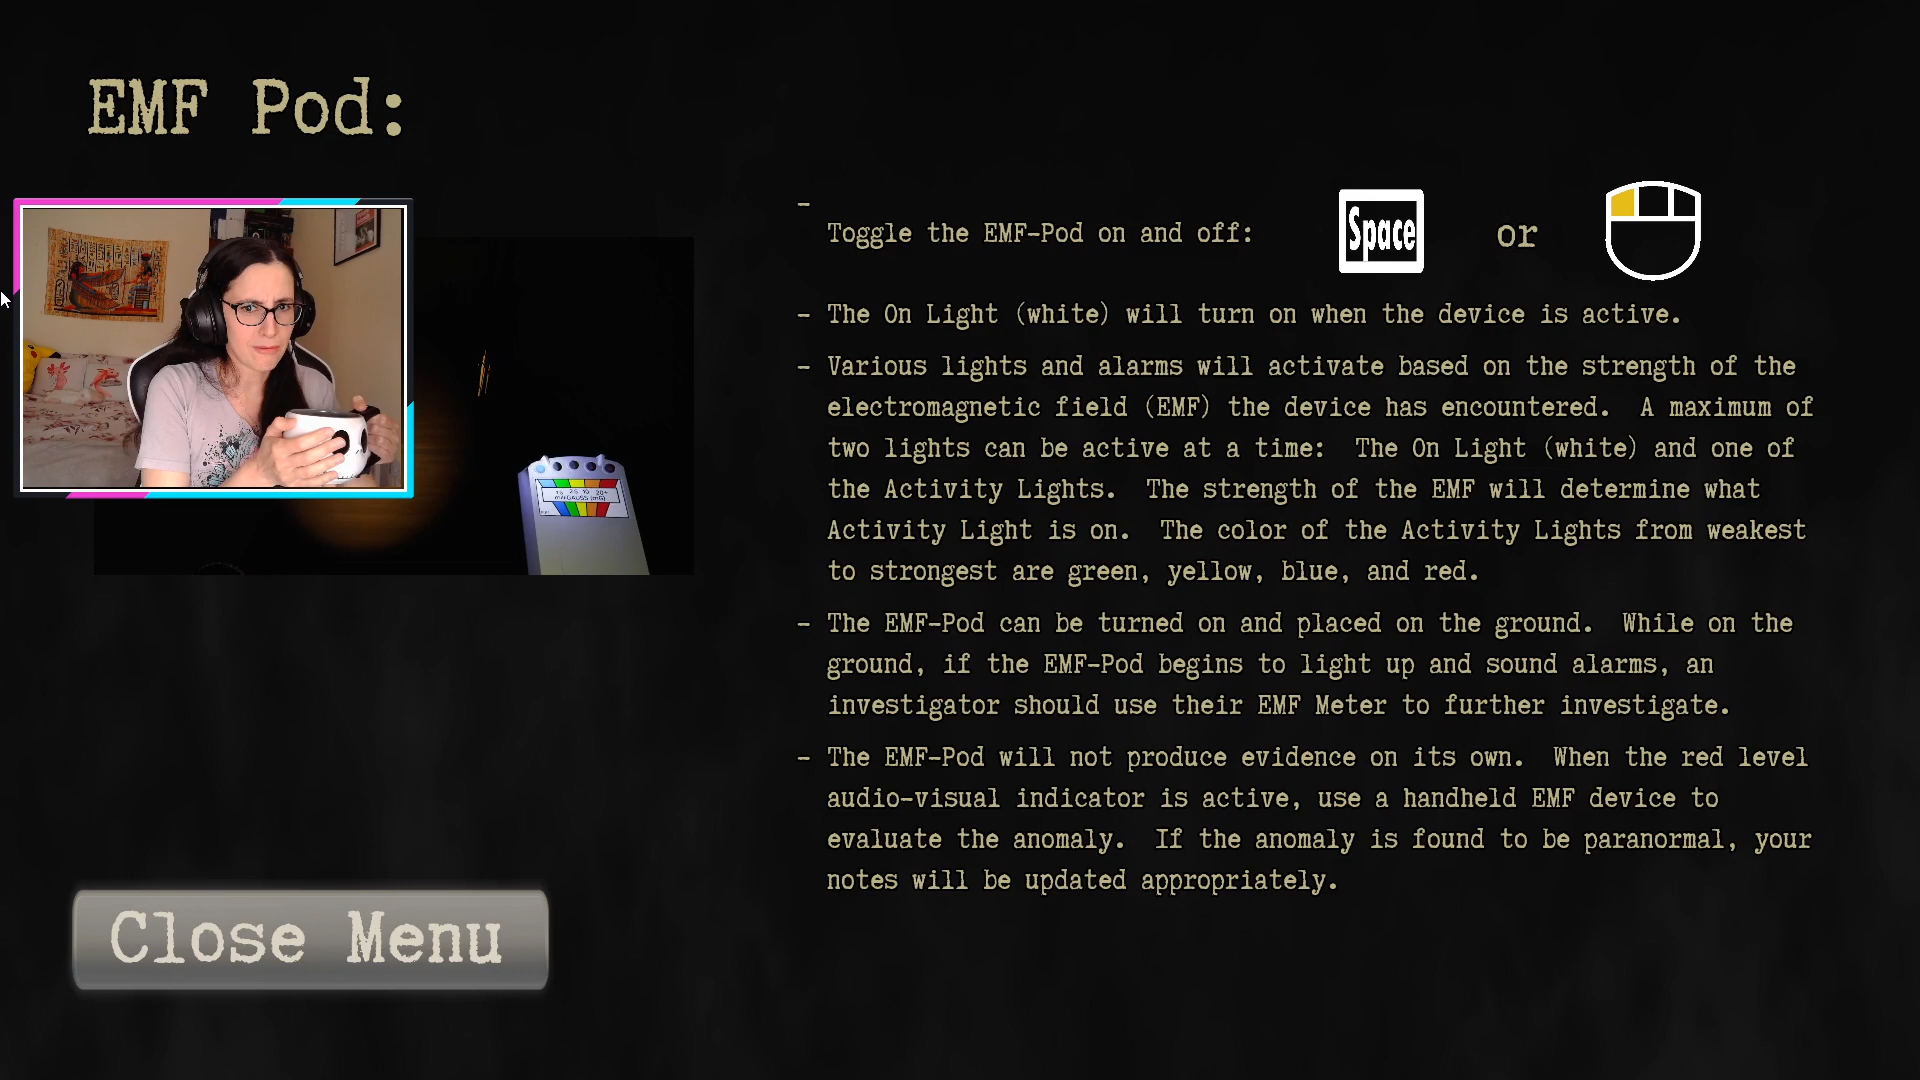 EMF Pod:
- Toggle the EMF-Pod on and off: Space or
- The On Light (white) will turn on when the device is active.
- Various lights and alarms will activate based on the strength of the
electromagnetic field (EMF) the device has encountered. A maximum of
two lights can be active at a time: The On Light (white) and one of
the Activity Lights. The strength of the EMF will determine what
Activity Light is on. The color of the Activity Lights from weakest
to strongest are green, yellow, blue, and red.
- The EMF-Pod can be turned on and placed on the ground. While on the
ground, if the EMF-Pod begins to light up and sound alarms, an
investigator should use their EMF Meter to further investigate.
- The EMF-Pod will not produce evidence on its own. When the red level
audio-visual indicator is active, use a handheld EMF device to
evaluate the anomaly. If the anomaly is found to be paranormal, your
notes will be updated appropriately.
Close Menu